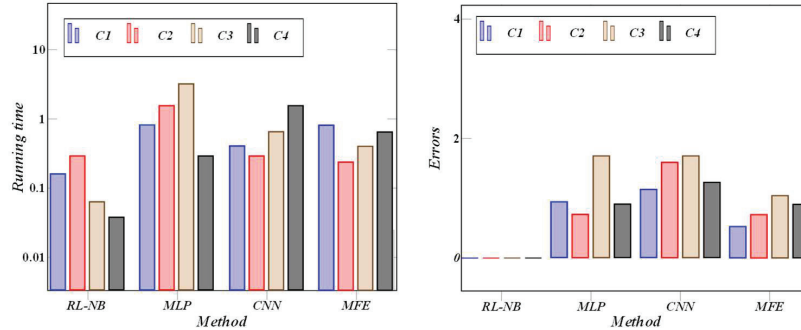 C1 C2 C3 C4
10
1
0.1
0.01
Running time
RL-NB MLP CNN MFE
Method
C1 C2 C3 C4
4
2
0
Errors
RL-NB MLP CNN MFE
Method